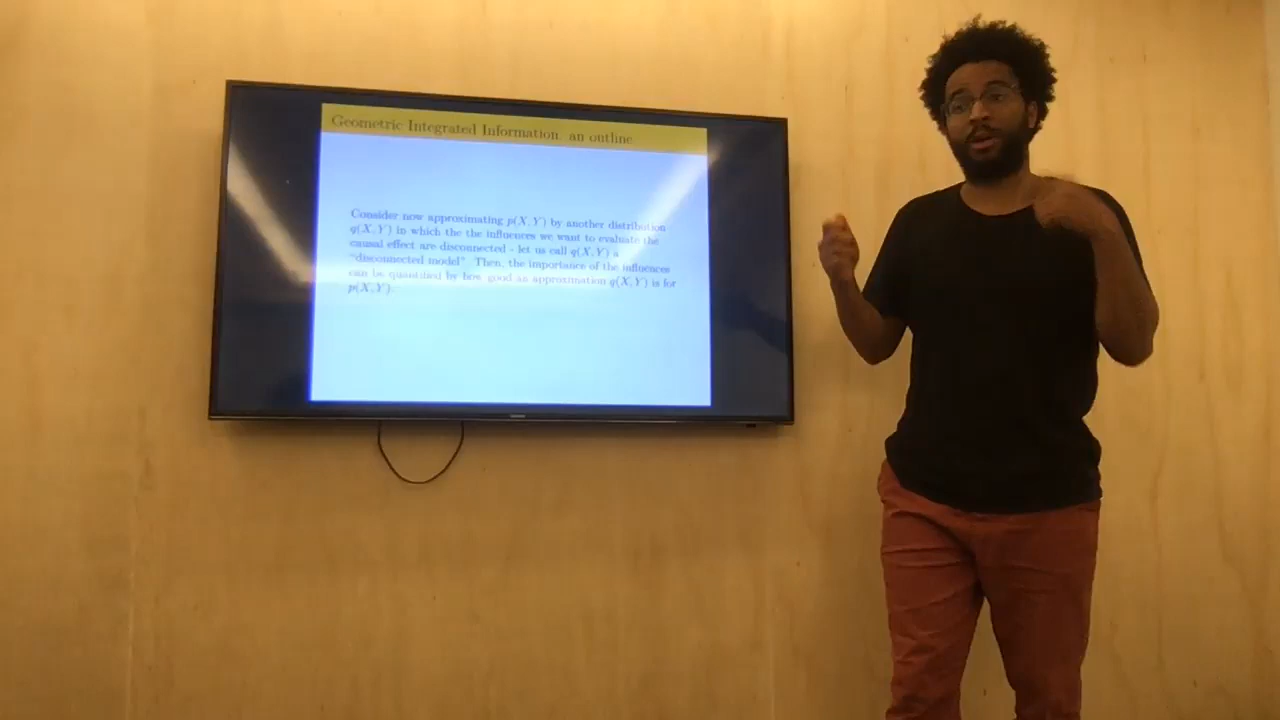 Geometric Integrated Information, an outline
Consider now approximating p(X, Y) by another distribution
q(X, Y) in which the the influences we want to evaluate the
causal effect are disconnected - let us call q(X, Y) a
"disconnected model". Then, the importance of the influences
can be quantified by how good an approximation q(X, Y) is for
p(X, Y).